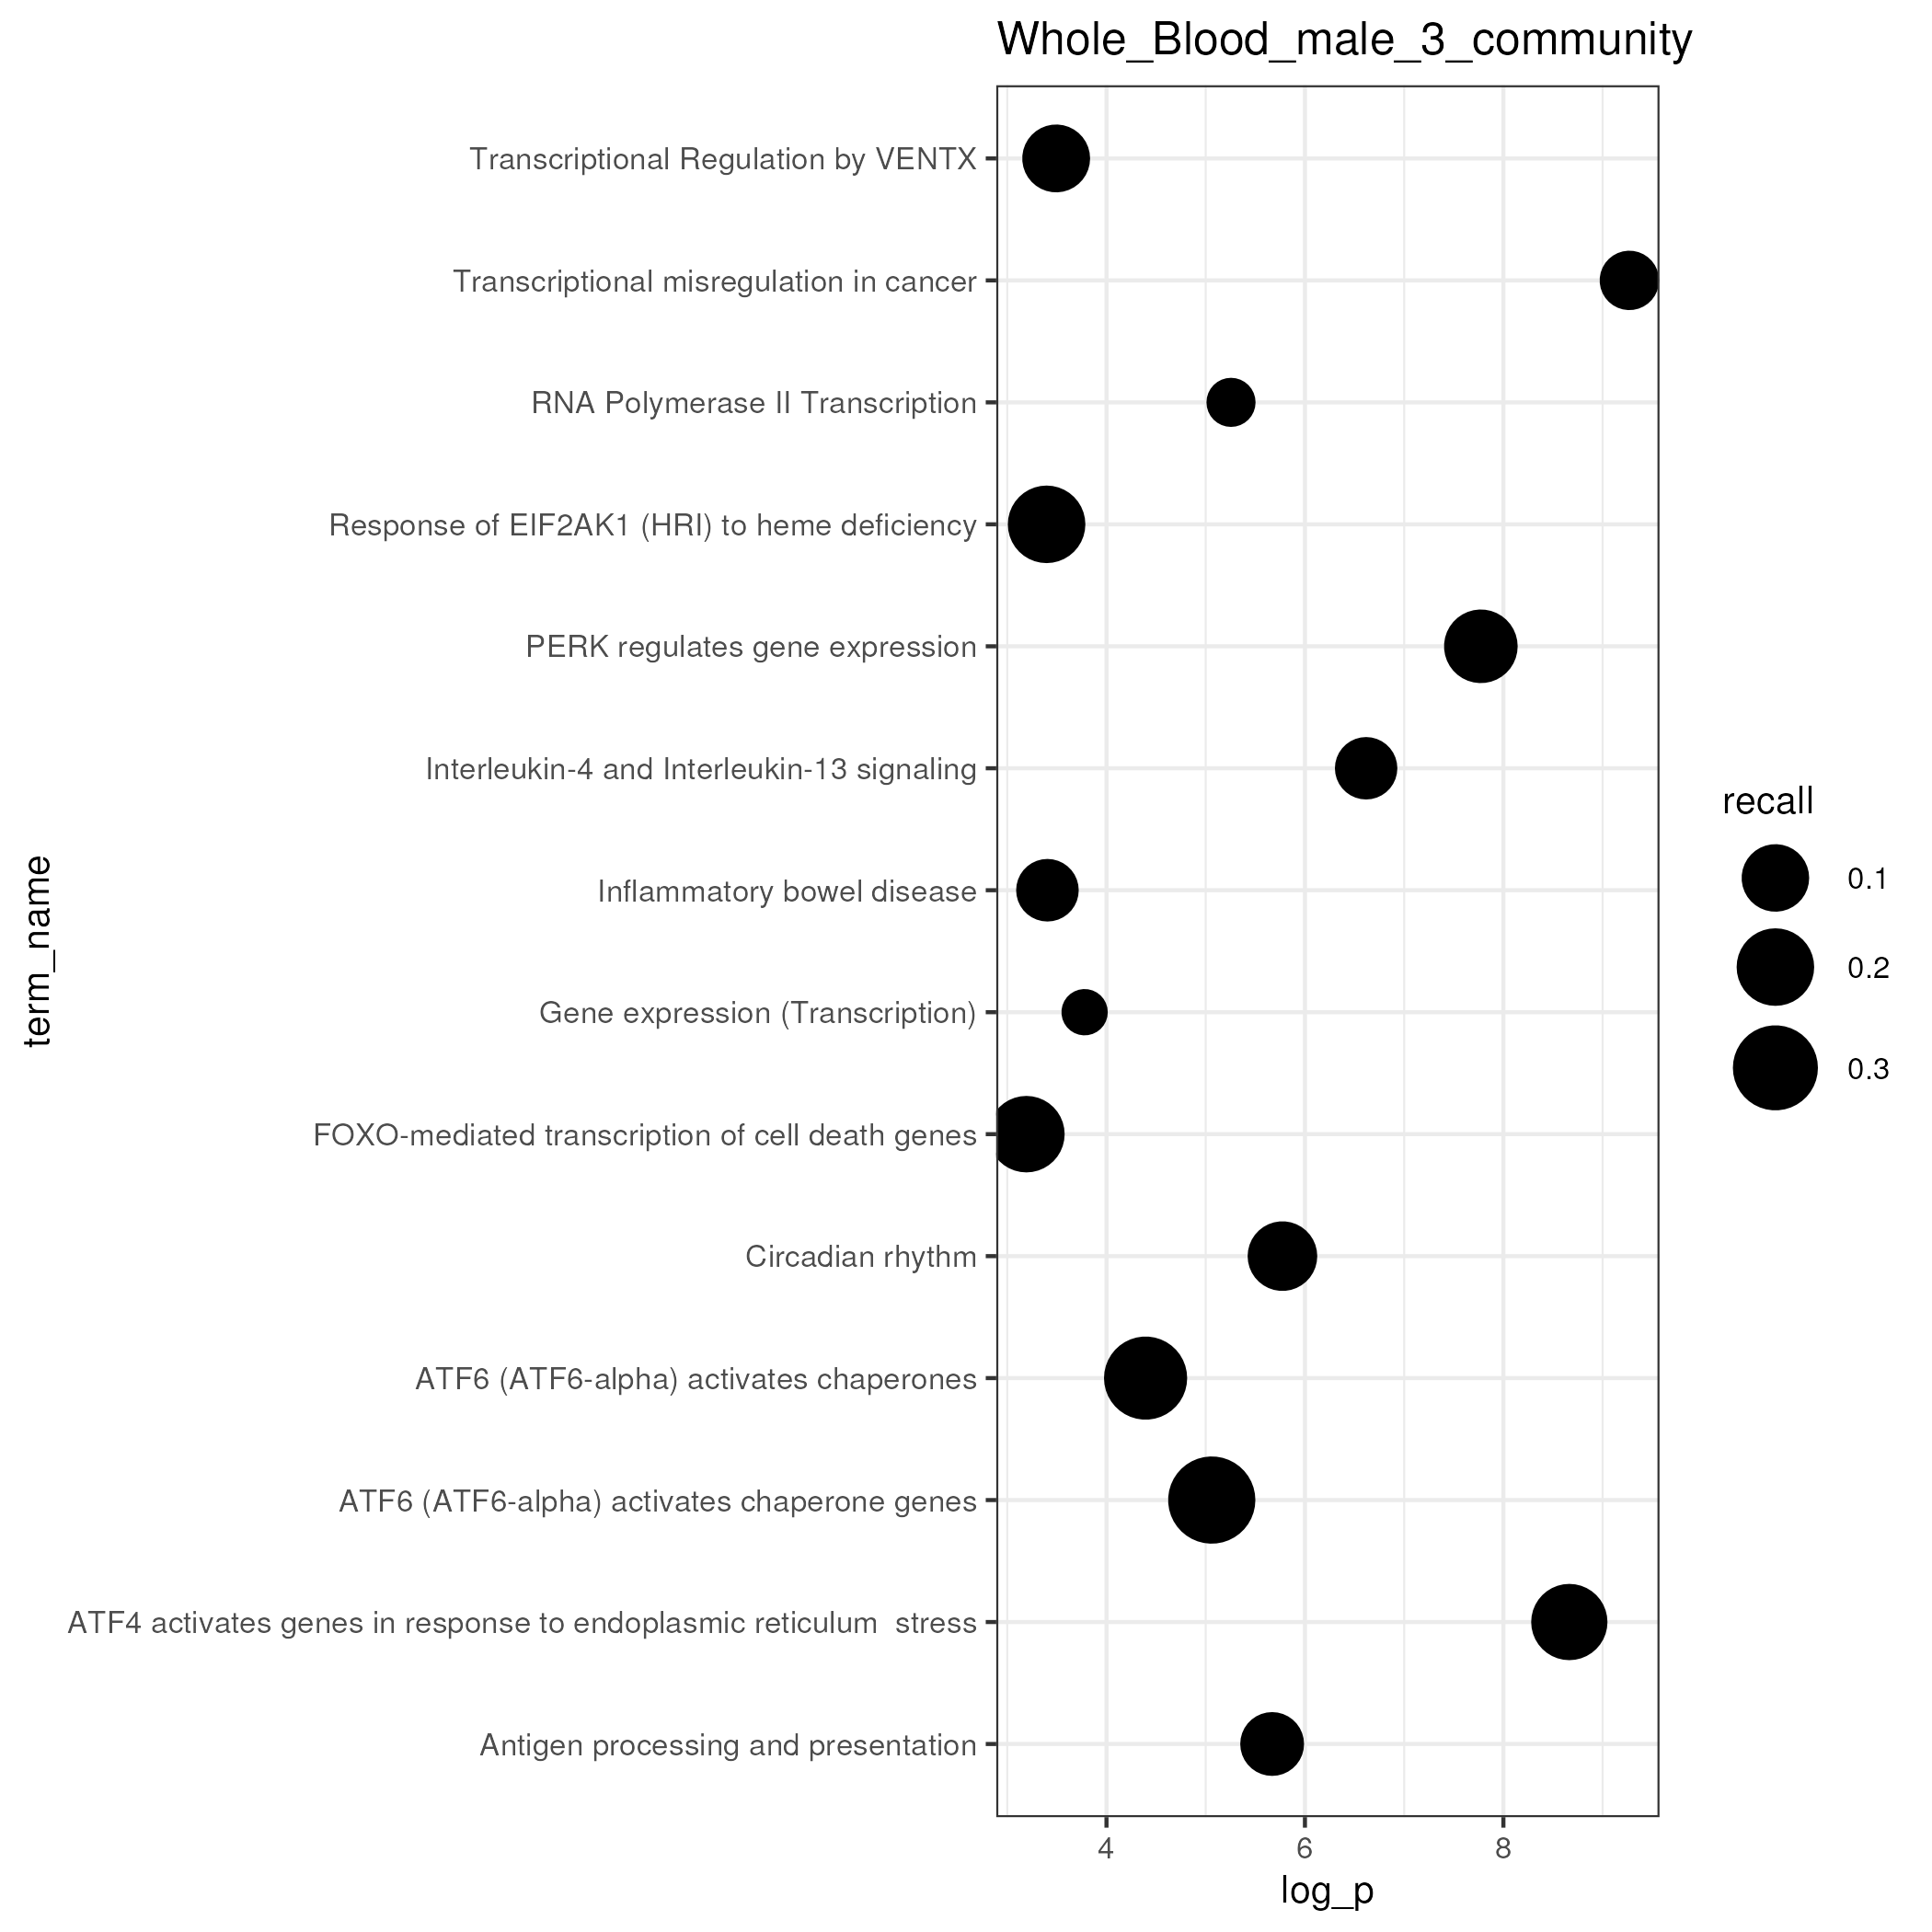 Whole_Blood_male_3_community
Transcriptional Regulation by VENTX
Transcriptional misregulation in cancer
RNA Polymerase II Transcription
Response of EIF2AK1 (HRI) to heme deficiency
PERK regulates gene expression
Interleukin-4 and Interleukin-13 signaling
Inflammatory bowel disease
Gene expression (Transcription)
FOXO-mediated transcription of cell death genes
Circadian rhythm
ATF6 (ATF6-alpha) activates chaperones
ATF6 (ATF6-alpha) activates chaperone genes
ATF4 activates genes in response to endoplasmic reticulum  stress
Antigen processing and presentation
term_name
4 6 8
log_p
recall
0.1
0.2
0.3